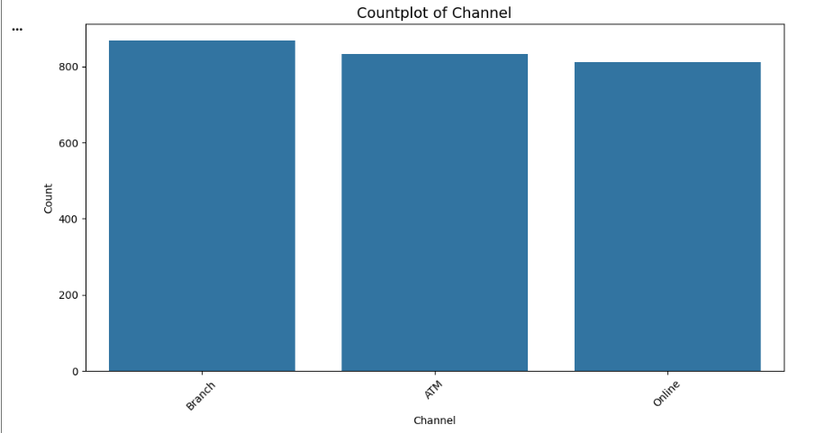 ...
Countplot of Channel
Count
800
600
400
200
0
Branch
ATM
Online
Channel